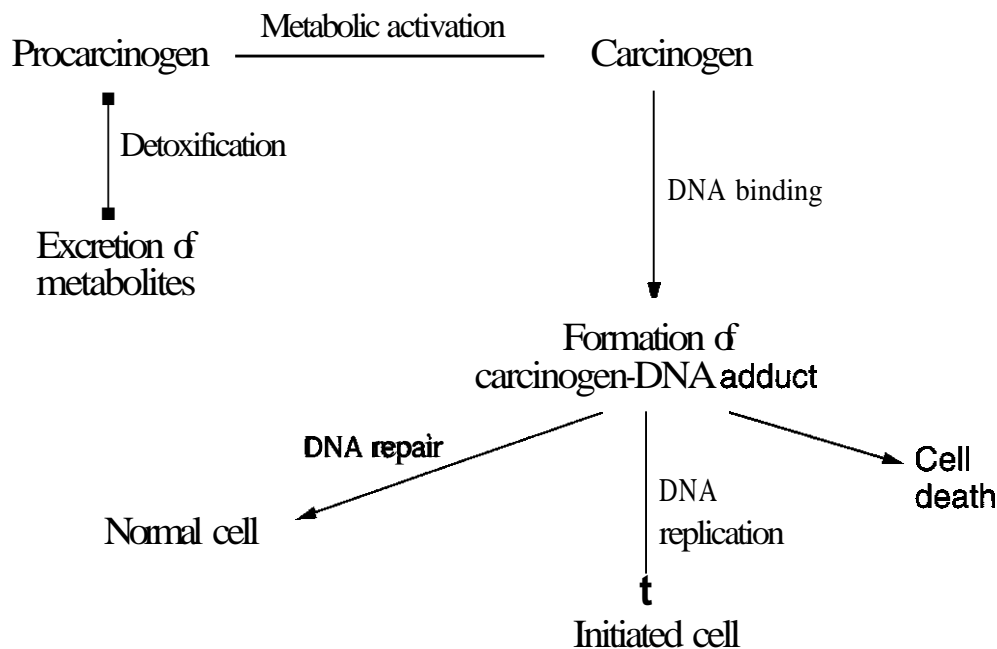 Metabolic activation
Procarcinogen
Carcinogen
Detoxification
DNA binding
Excretion of
metabolites
Formation of
carcinogen-DNA adduct
DNA repair
Cell
death
DNA
replication
Normal cell
t
Initiated cell